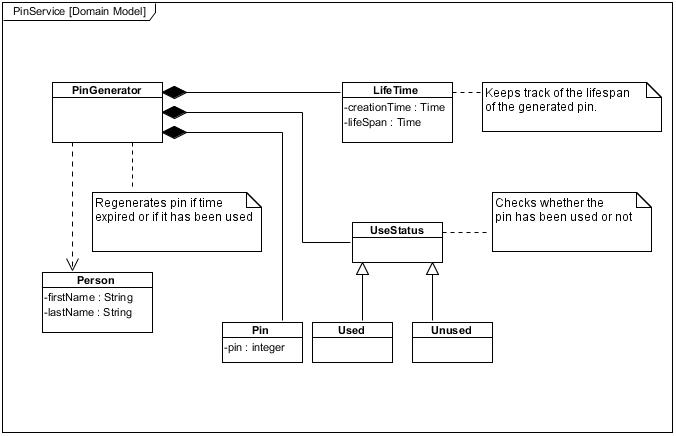 PinService [Domain Model]
PinGenerator
LifeTime
-creationTime : Time
-lifeSpan : Time
Keeps track of the lifespan
of the generated pin.
Regenerates pin if time
expired or if it has been used
Checks whether the
pin has been used or not
UseStatus
Person
-firstName : String
-lastName : String
Pin
-pin : integer
Used
Unused